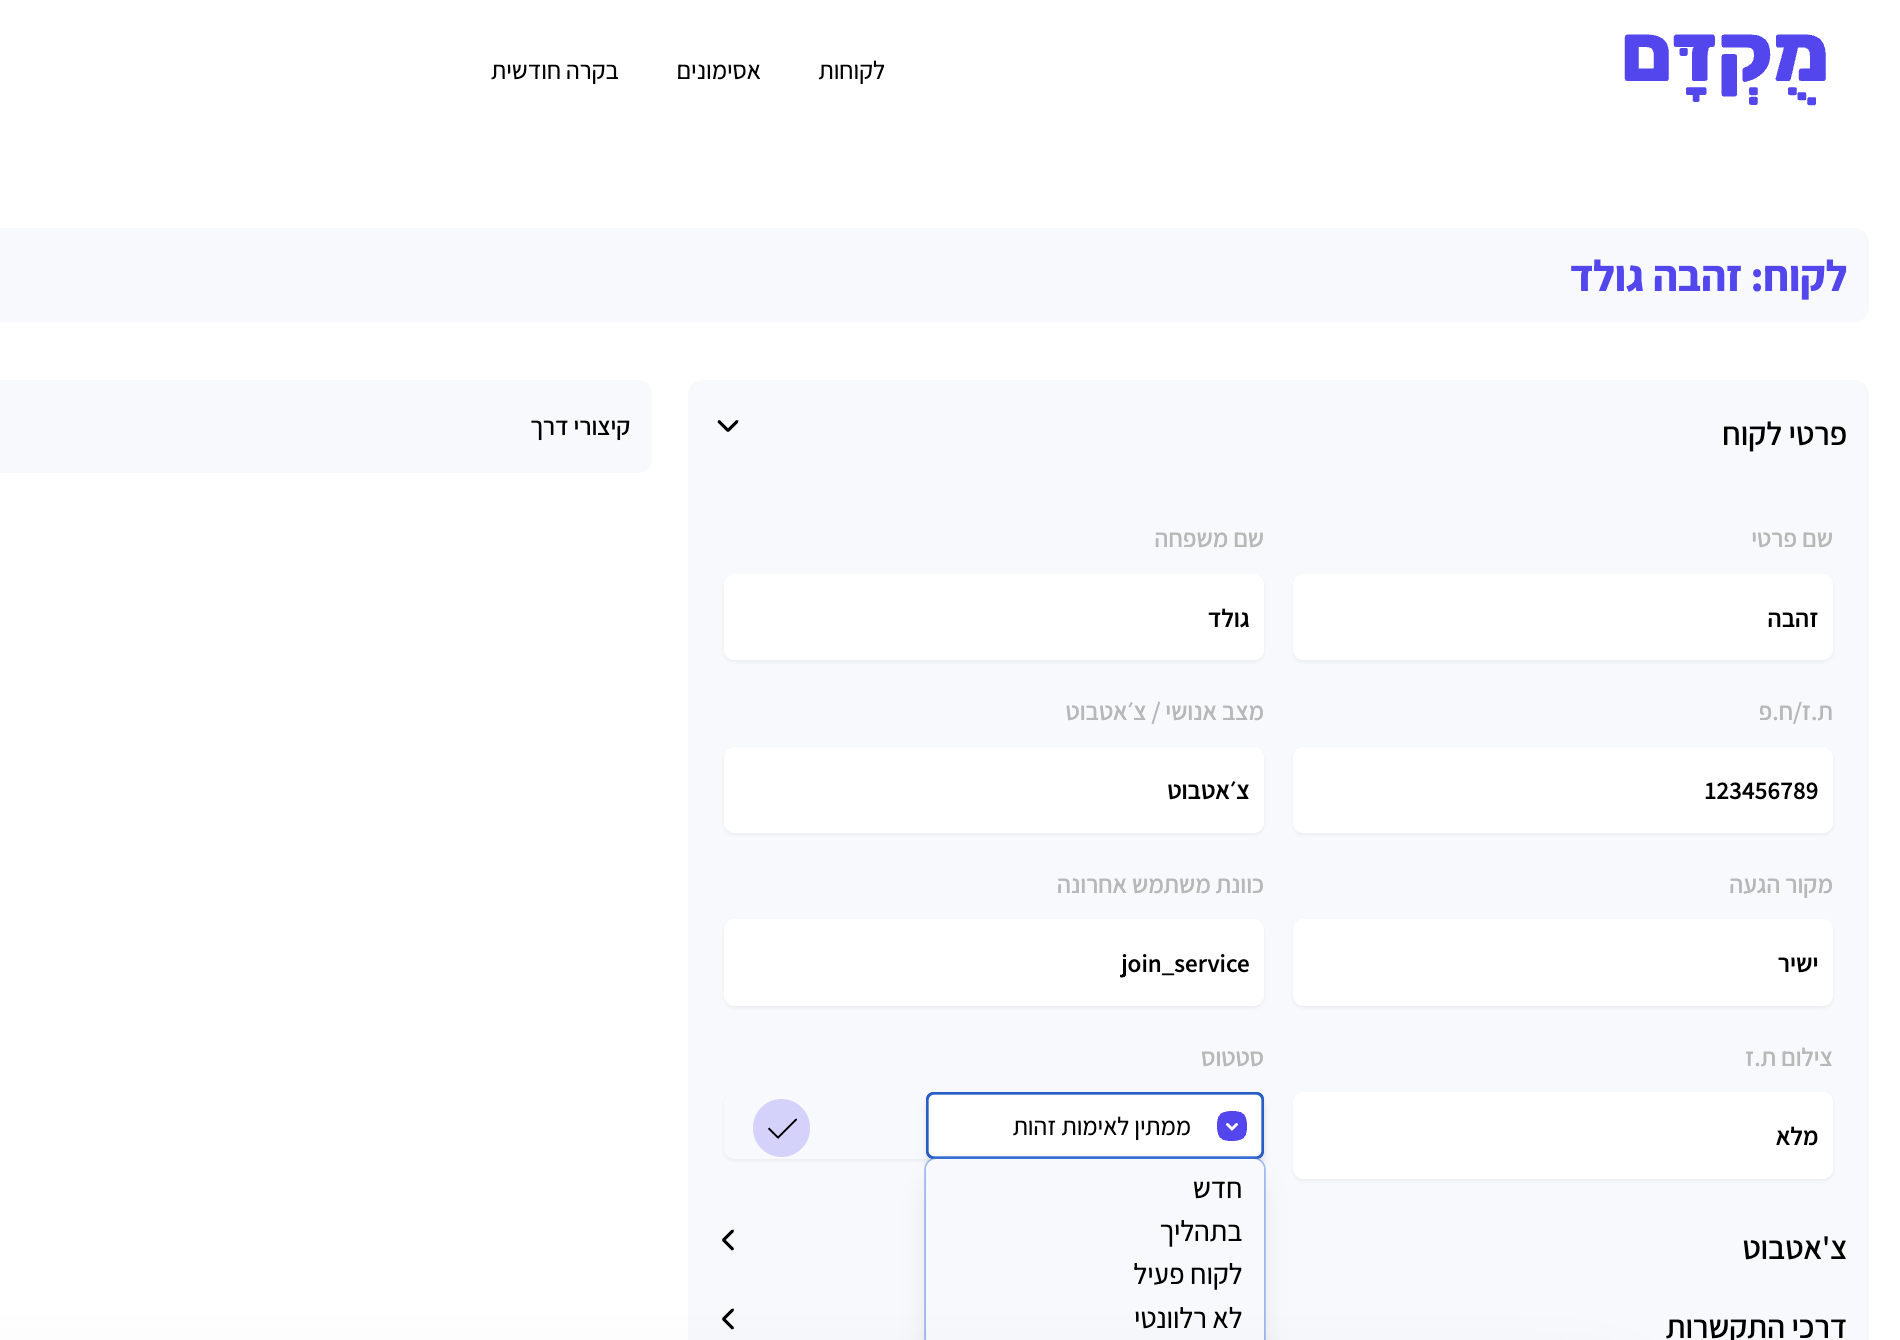 מֻקְדָּם
לקוחות
אסימונים
בקרה חודשית
לקוח: זהבה גולד
פרטי לקוח
קיצורי דרך
שם פרטי
שם משפחה
זהבה
גולד
ת.ז/ח.פ
מצב אנושי / צ׳אטבוט
123456789
צ׳אטבוט
מקור הגעה
כוונת משתמש אחרונה
ישיר
join_service
צילום ת.ז
סטטוס
מלא
ממתין לאימות זהות
חדש
בתהליך
לקוח פעיל
לא רלוונטי
צ'אטבוט
דרכי התקשרות